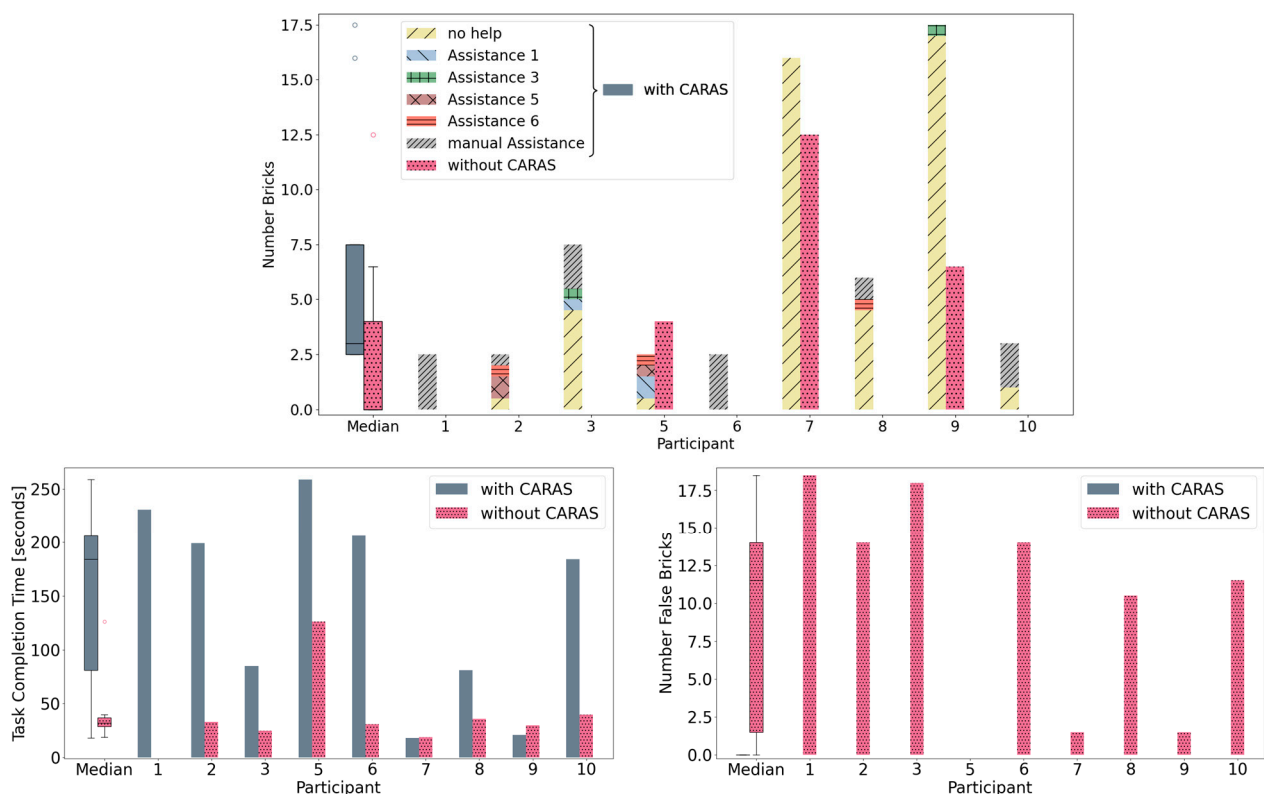 17.5
15.0
12.5
10.0
7.5
5.0
2.5
0.0
Number Bricks
no help
Assistance 1
Assistance 3
Assistance 5
Assistance 6
manual Assistance
without CARAS
with CARAS
Median 1 2 3 5 6 7 8 9 10
Participant
250
200
150
100
50
0
Task Completion Time [seconds]
with CARAS
without CARAS
Median 1 2 3 5 6 7 8 9 10
Participant
17.5
15.0
12.5
10.0
7.5
5.0
2.5
0.0
Number False Bricks
with CARAS
without CARAS
Median 1 2 3 5 6 7 8 9 10
Participant